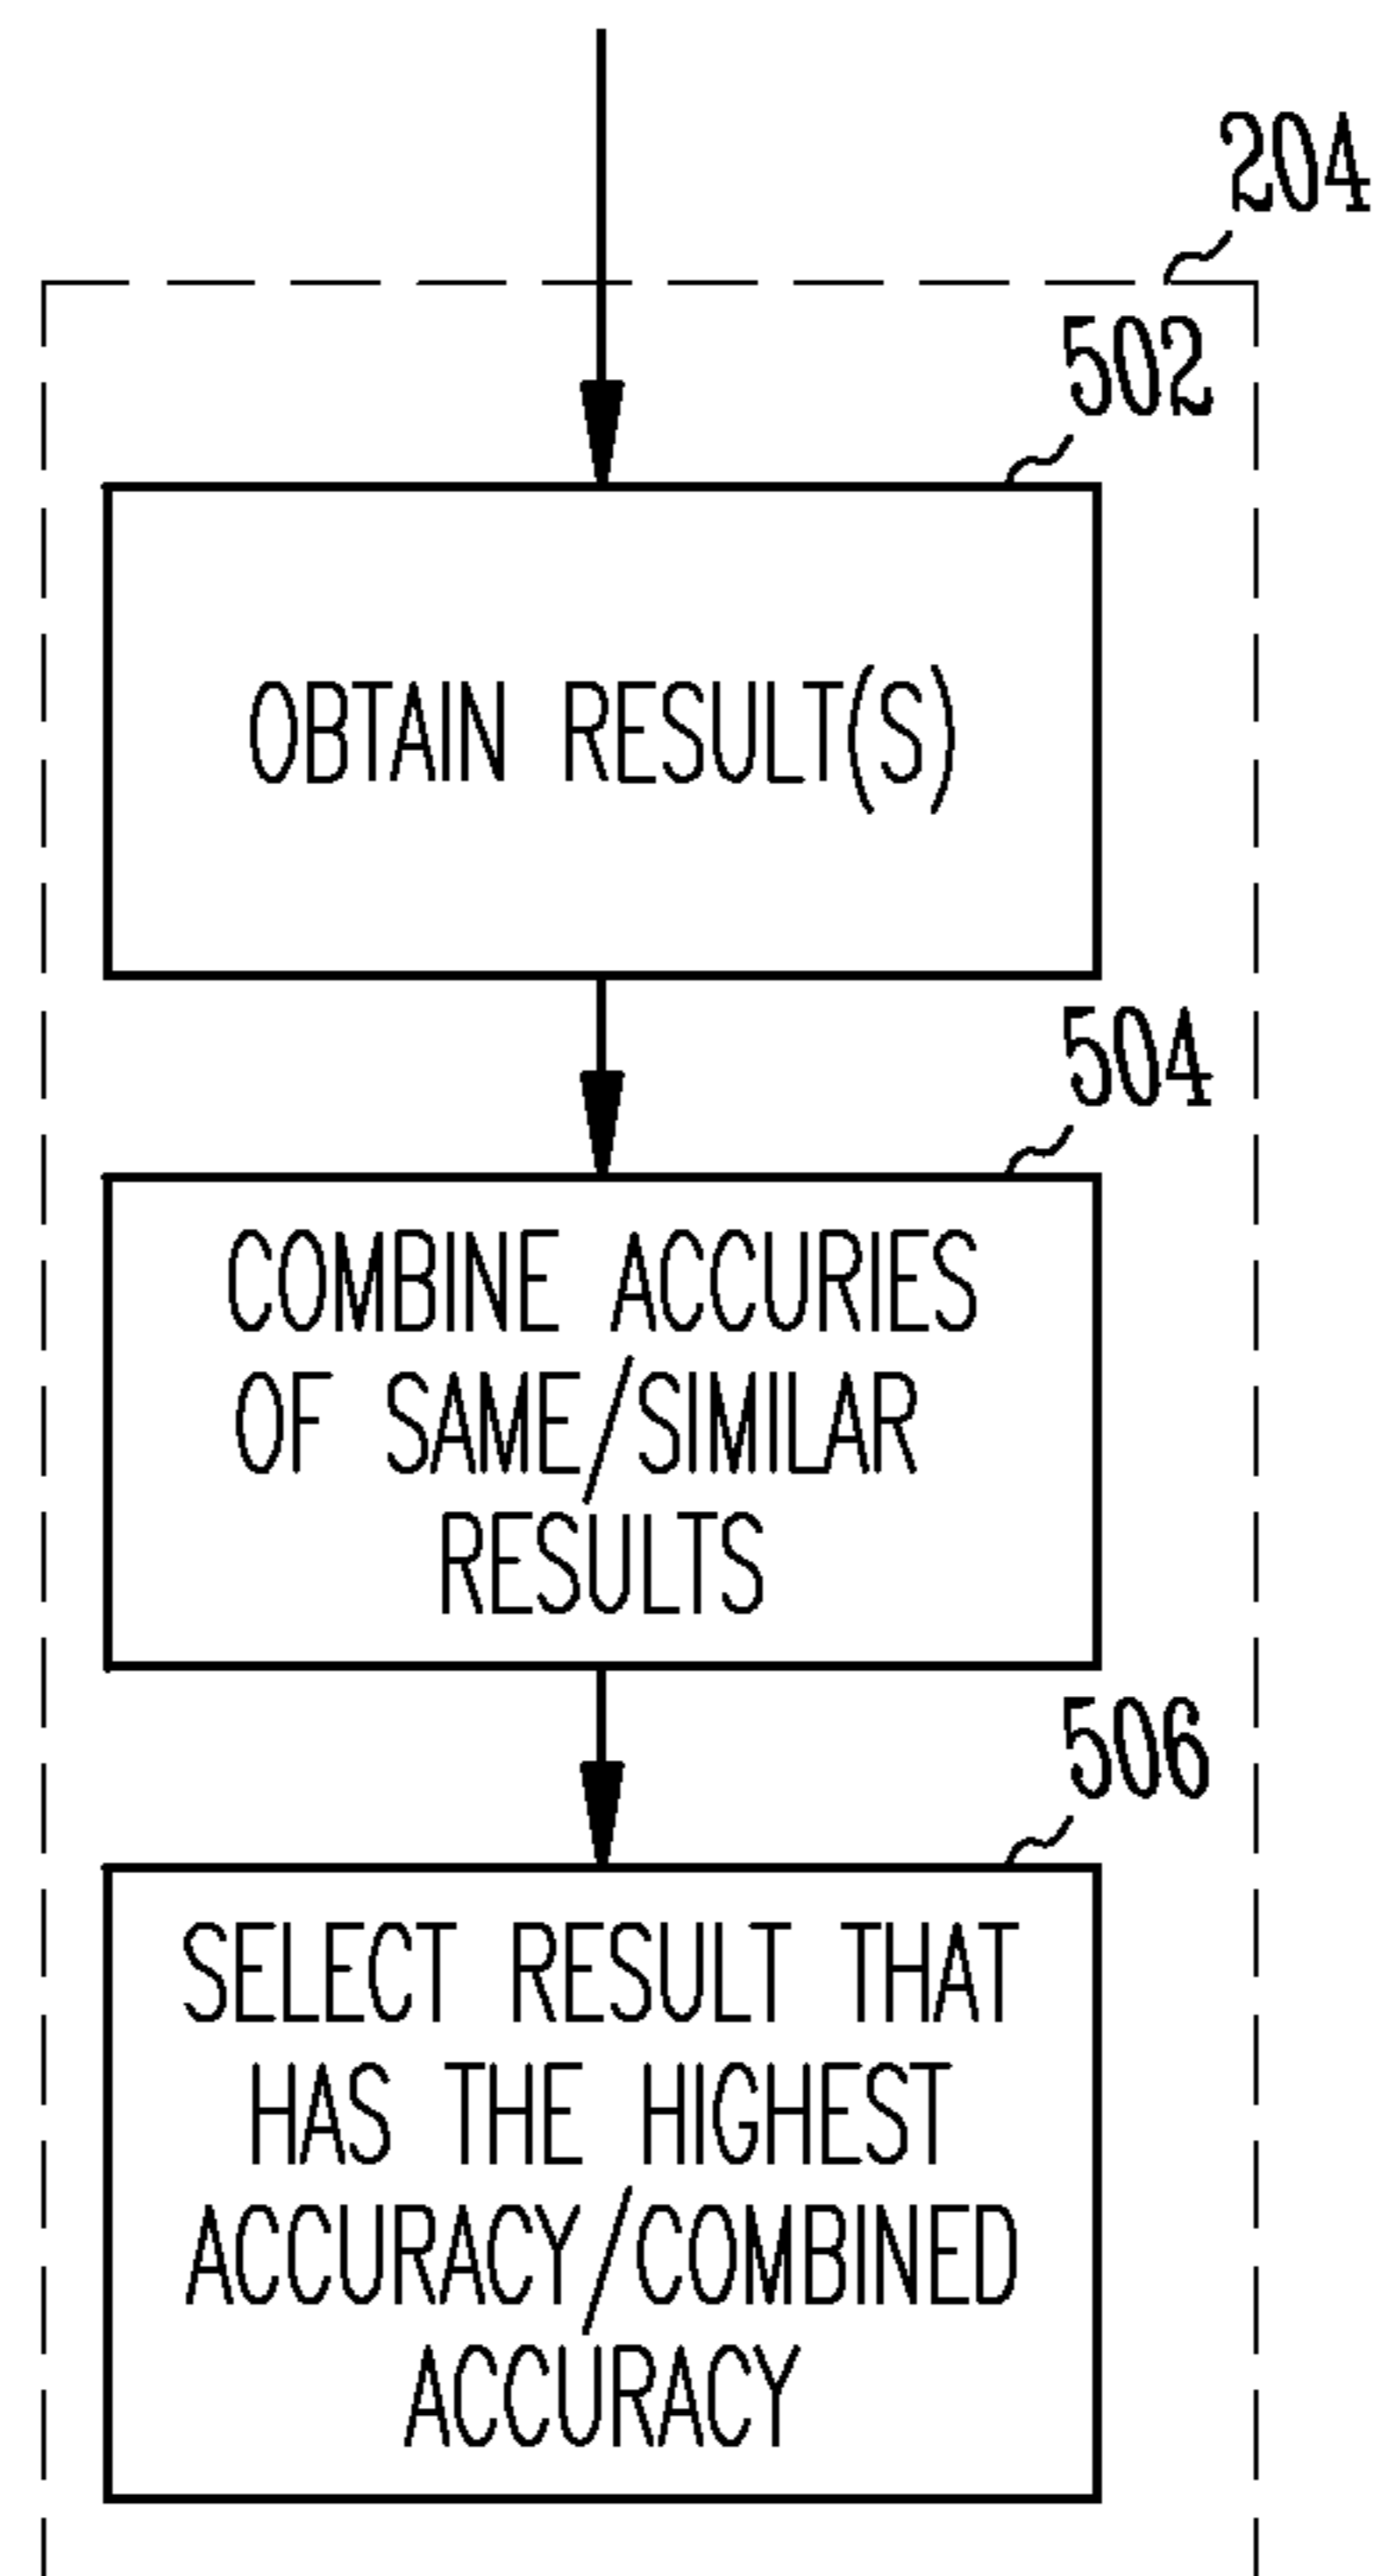 204
502
OBTAIN RESULT(S)
504
COMBINE ACCURIES
OF SAME/SIMILAR
RESULTS
506
SELECT RESULT THAT
HAS THE HIGHEST
ACCURACY/COMBINED
ACCURACY